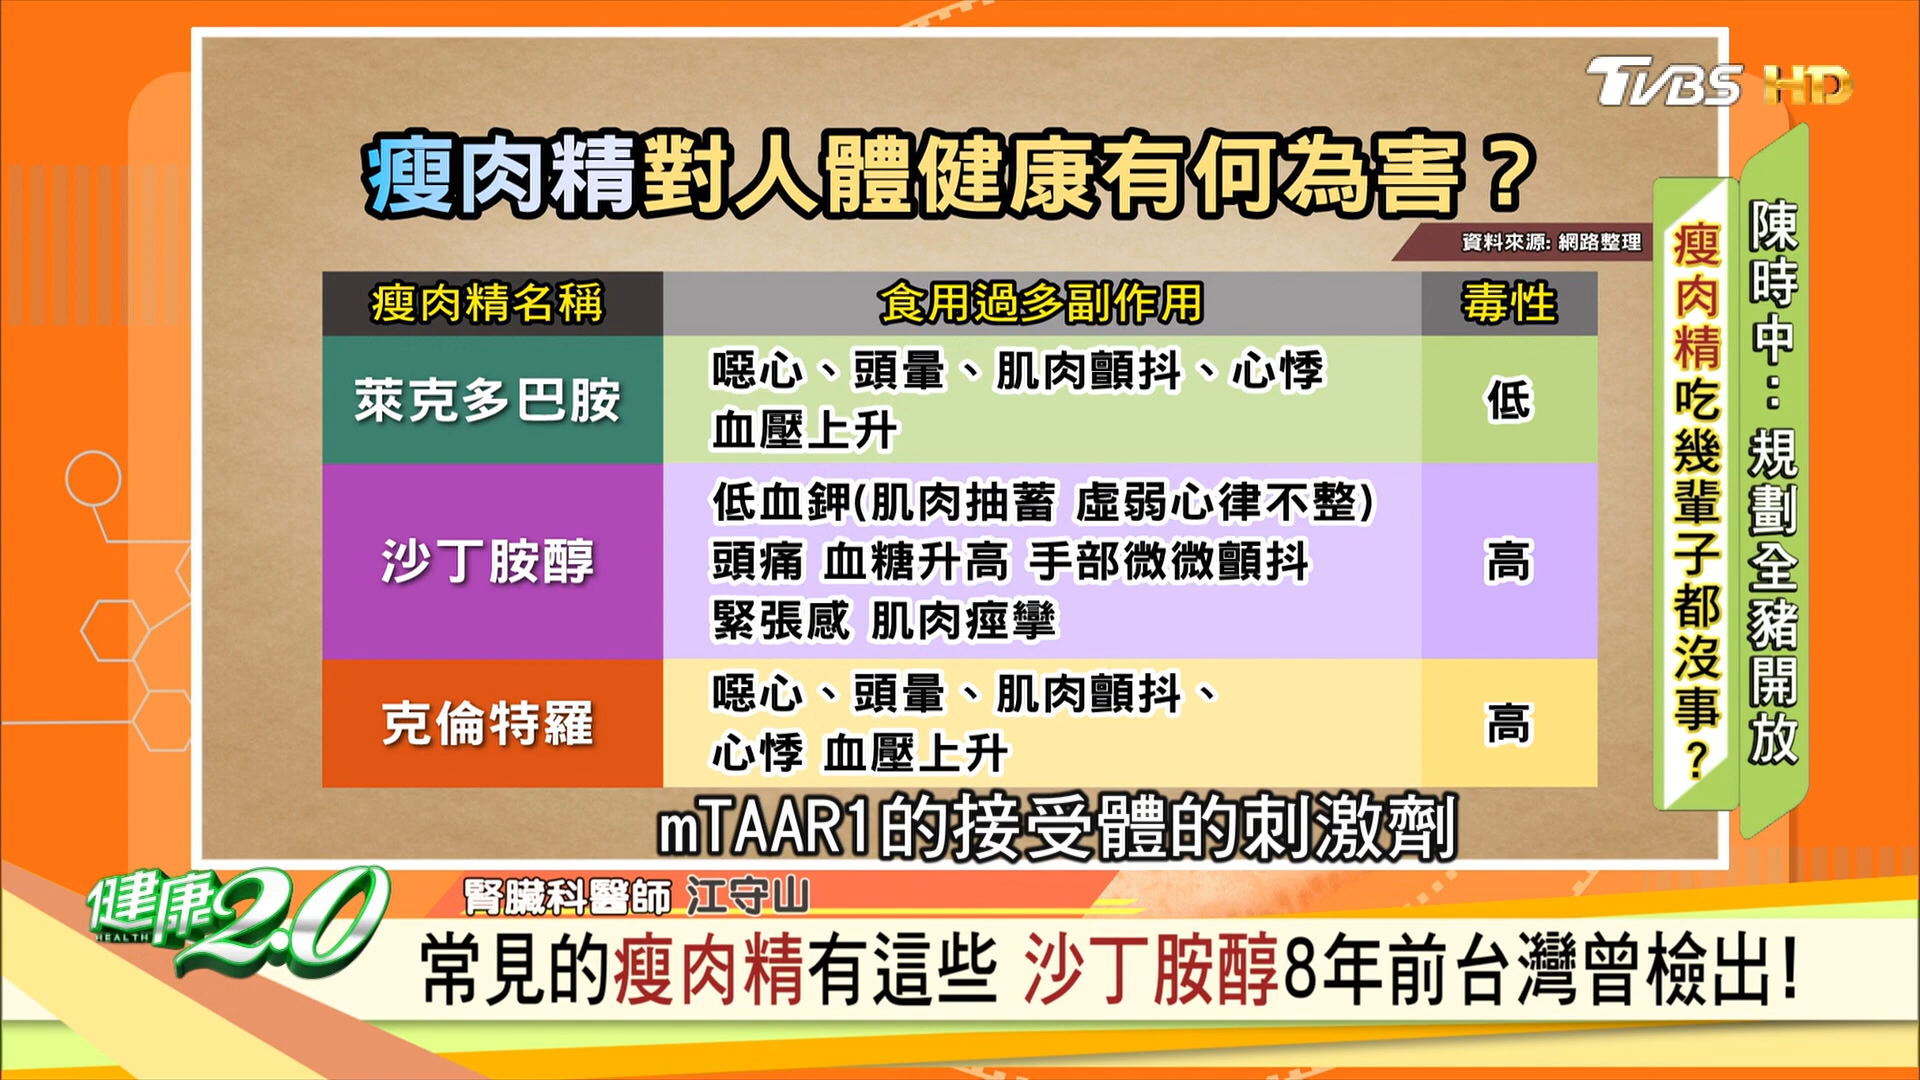 TVBS HD
瘦肉精對人體健康有何為害？
資料來源: 網路整理
瘦肉精名稱
食用過多副作用
毒性
萊克多巴胺
噁心、頭暈、肌肉顫抖、心悸
血壓上升
低
沙丁胺醇
低血鉀(肌肉抽蓄 虛弱心律不整)
頭痛 血糖升高 手部微微顫抖
緊張感 肌肉痙攣
高
克倫特羅
噁心、頭暈、肌肉顫抖、
心悸 血壓上升
高
陳時中：規劃全豬開放
瘦肉精吃幾輩子都沒事？
mTAAR1的接受體的刺激劑
健康2.0
HEALTH
腎臟科醫師 江守山
常見的瘦肉精有這些 沙丁胺醇8年前台灣曾檢出!